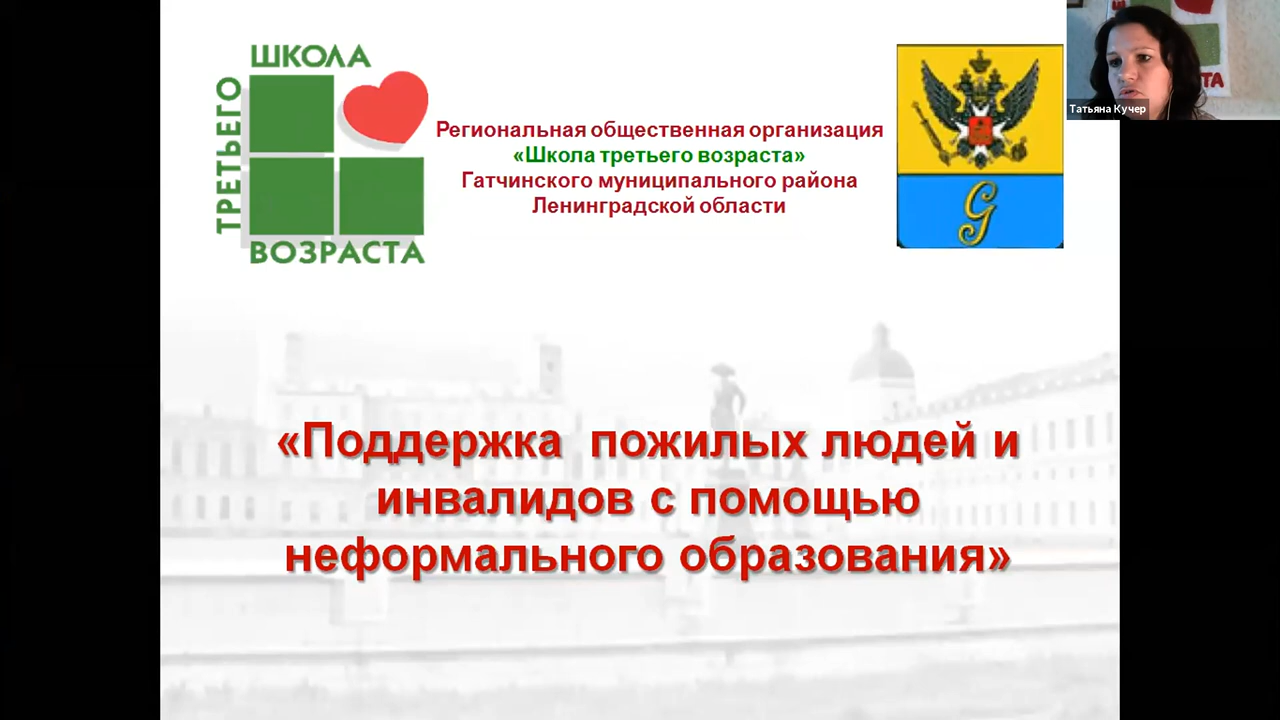 ШКОЛА
ТРЕТЬЕГО
ВОЗРАСТА
Региональная общественная организация
«Школа третьего возраста»
Гатчинского муниципального района
Ленинградской области
G
Татьяна Кучер
«Поддержка пожилых людей и
инвалидов с помощью
неформального образования»